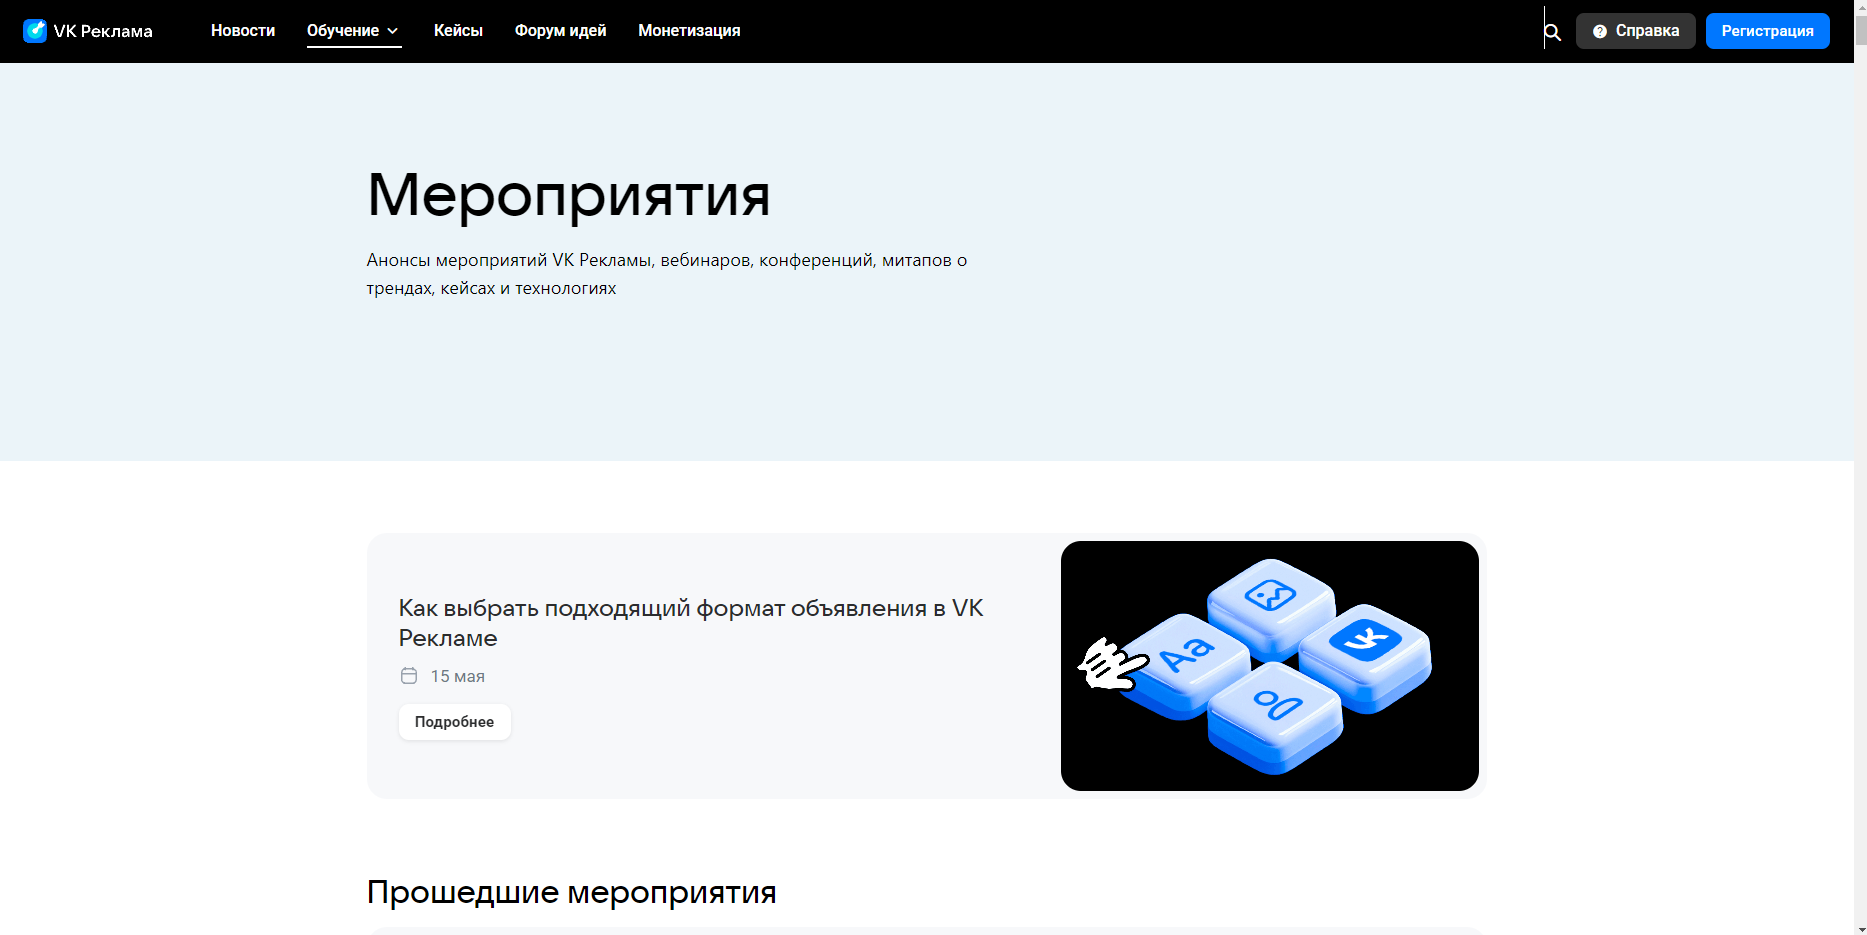 VK Реклама
Новости
Обучение
Кейсы
Форум идей
Монетизация
Справка
Регистрация
Мероприятия
Анонсы мероприятий VK Рекламы, вебинаров, конференций, митапов о
трендах, кейсах и технологиях
Как выбрать подходящий формат объявления в VK
Рекламе
15 мая
Подробнее
Aa
VK
Прошедшие мероприятия